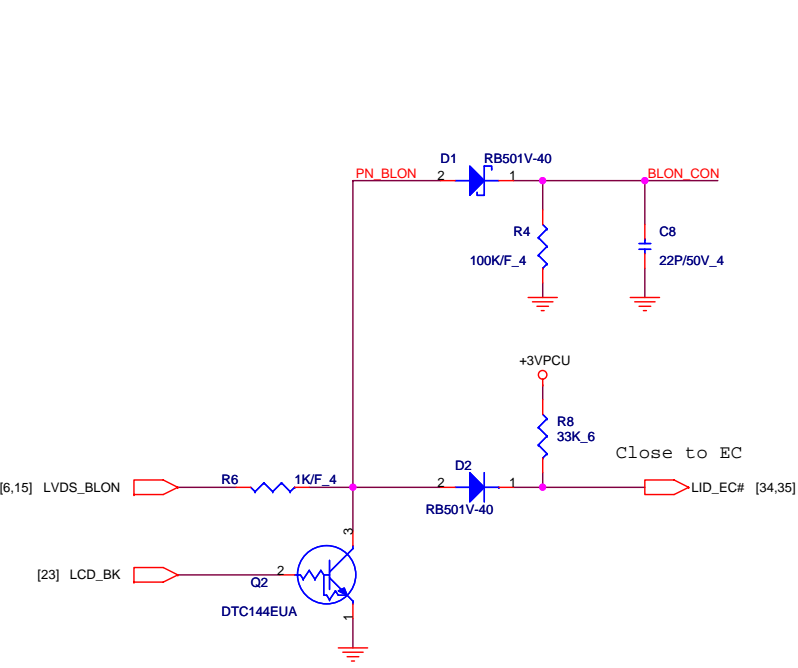 D1 RB501V-40
PN_BLON 2 1 BLON_CON
R4 C8
100K/F_4 22P/50V_4
+3VPCU
R8
33K_6
Close to EC
D2
[6,15] LVDS_BLON R6 1K/F_4 2 1 LID_EC# [34,35]
RB501V-40
3
[23] LCD_BK 2
Q2
DTC144EUA
1